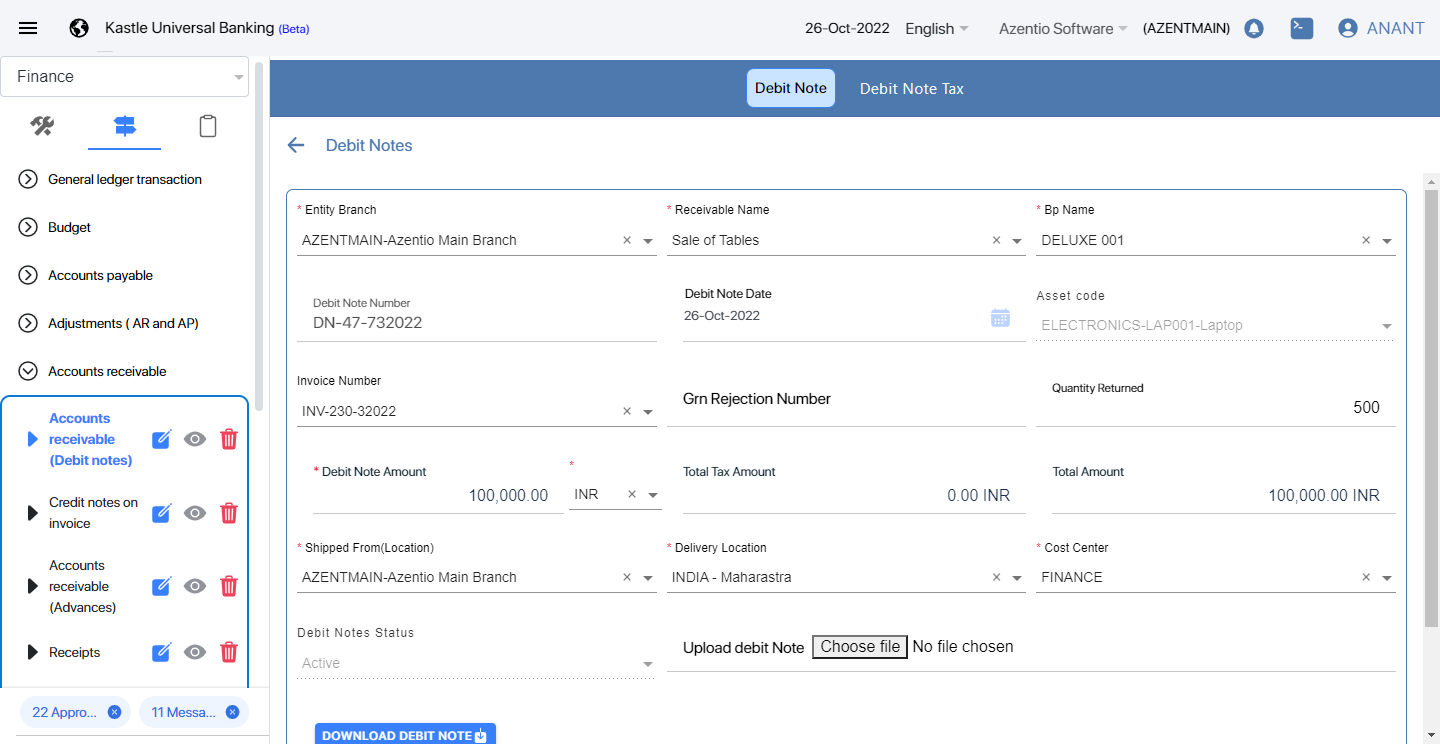 Kastle Universal Banking (Beta)
26-Oct-2022
English
Azentio Software
(AZENTMAIN)
ANANT
Finance
General ledger transaction
Budget
Accounts payable
Adjustments ( AR and AP)
Accounts receivable
Accounts
receivable
(Debit notes)
Credit notes on
invoice
Accounts
receivable
(Advances)
Receipts
22 Appro...
11 Messa...
Debit Note
Debit Note Tax
Debit Notes
* Entity Branch
AZENTMAIN-Azentio Main Branch
* Receivable Name
Sale of Tables
* Bp Name
DELUXE 001
Debit Note Number
DN-47-732022
Debit Note Date
26-Oct-2022
Asset code
ELECTRONICS-LAP001-Laptop
Invoice Number
INV-230-32022
Grn Rejection Number
Quantity Returned
500
* Debit Note Amount
100,000.00
*
INR
Total Tax Amount
0.00 INR
Total Amount
100,000.00 INR
* Shipped From(Location)
AZENTMAIN-Azentio Main Branch
* Delivery Location
INDIA - Maharastra
* Cost Center
FINANCE
Debit Notes Status
Active
Upload debit Note Choose file No file chosen
DOWNLOAD DEBIT NOTE